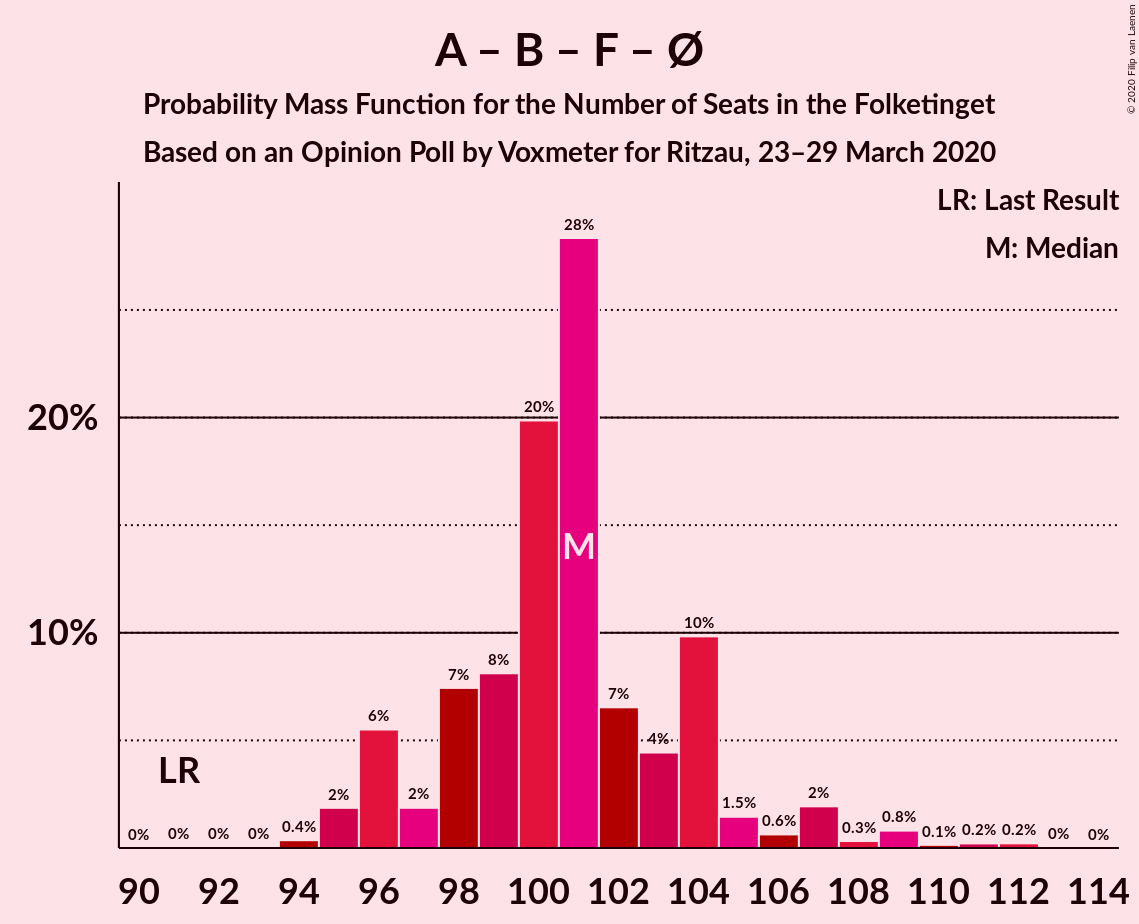 A – B – F – Ø
Probability Mass Function for the Number of Seats in the Folketinget
Based on an Opinion Poll by Voxmeter for Ritzau, 23–29 March 2020
© 2020 Filip van Laenen
LR: Last Result
M: Median
28%
20%
20%
M
10%
10%
8%
7%
7%
6%
4%
LR
2%
2%
2%
1.5%
0% 0% 0% 0% 0.4% 0.6% 0.3% 0.8% 0.1% 0.2% 0.2% 0% 0%
90 92 94 96 98 100 102 104 106 108 110 112 114